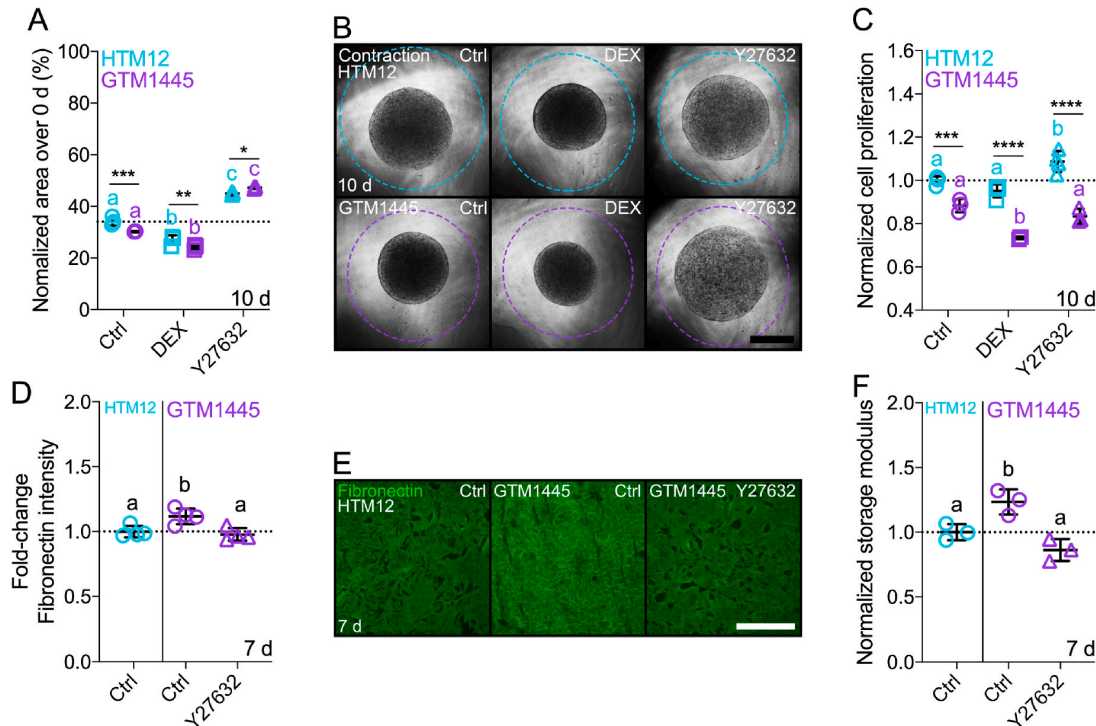 A
Nomalized area over 0 d (%)
100
80
60
40
20
0
HTM12
GTM1445
***
**
*
a
a
b
b
c
c
10 d
Ctrl
DEX
Y27632
B
Contraction
HTM12
Ctrl
DEX
Y27632
10 d
GTM1445
Ctrl
DEX
Y27632
C
Normalized cell proliferation
1.6
1.4
1.2
1.0
0.8
0.6
0.4
HTM12
GTM1445
***
****
****
a
a
a
b
b
a
10 d
Ctrl
DEX
Y27632
D
Fold-change
Fibronectin intensity
2.0
1.5
1.0
0.5
0.0
HTM12
GTM1445
a
b
a
7 d
Ctrl
Ctrl
Y27632
E
Fibronectin
HTM12
Ctrl
GTM1445
Ctrl
GTM1445
Y27632
7 d
F
Normalized storage modulus
2.0
1.5
1.0
0.5
0.0
HTM12
GTM1445
a
b
a
7 d
Ctrl
Ctrl
Y27632